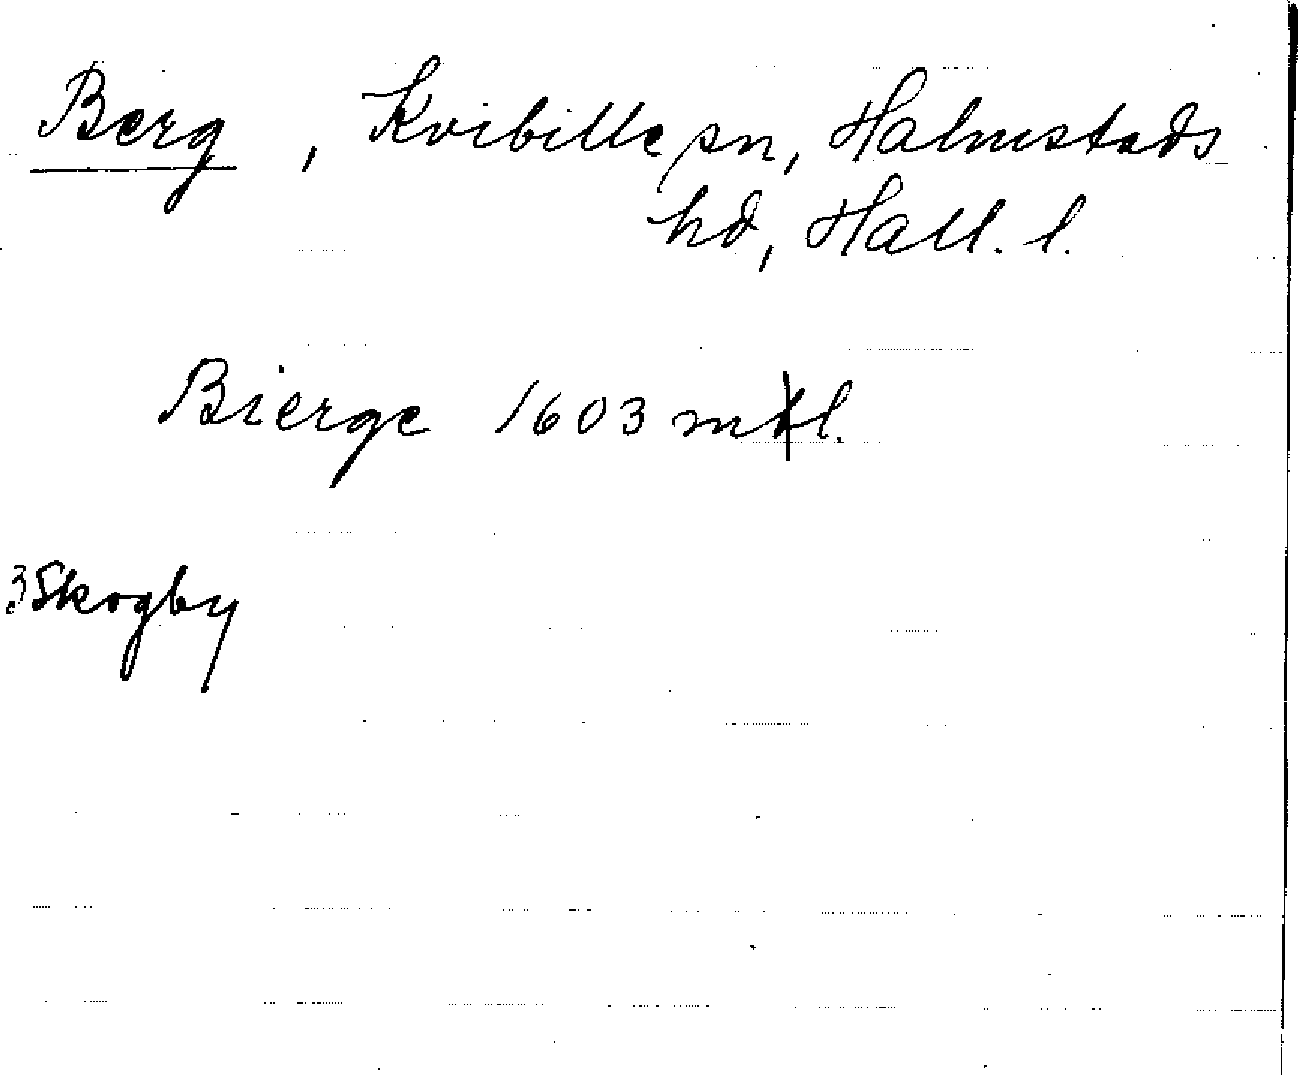 Berg, Kvibille sn, Halmstads
hd, Hall. l.
Bierge 1603 mtl.
3 Skogby